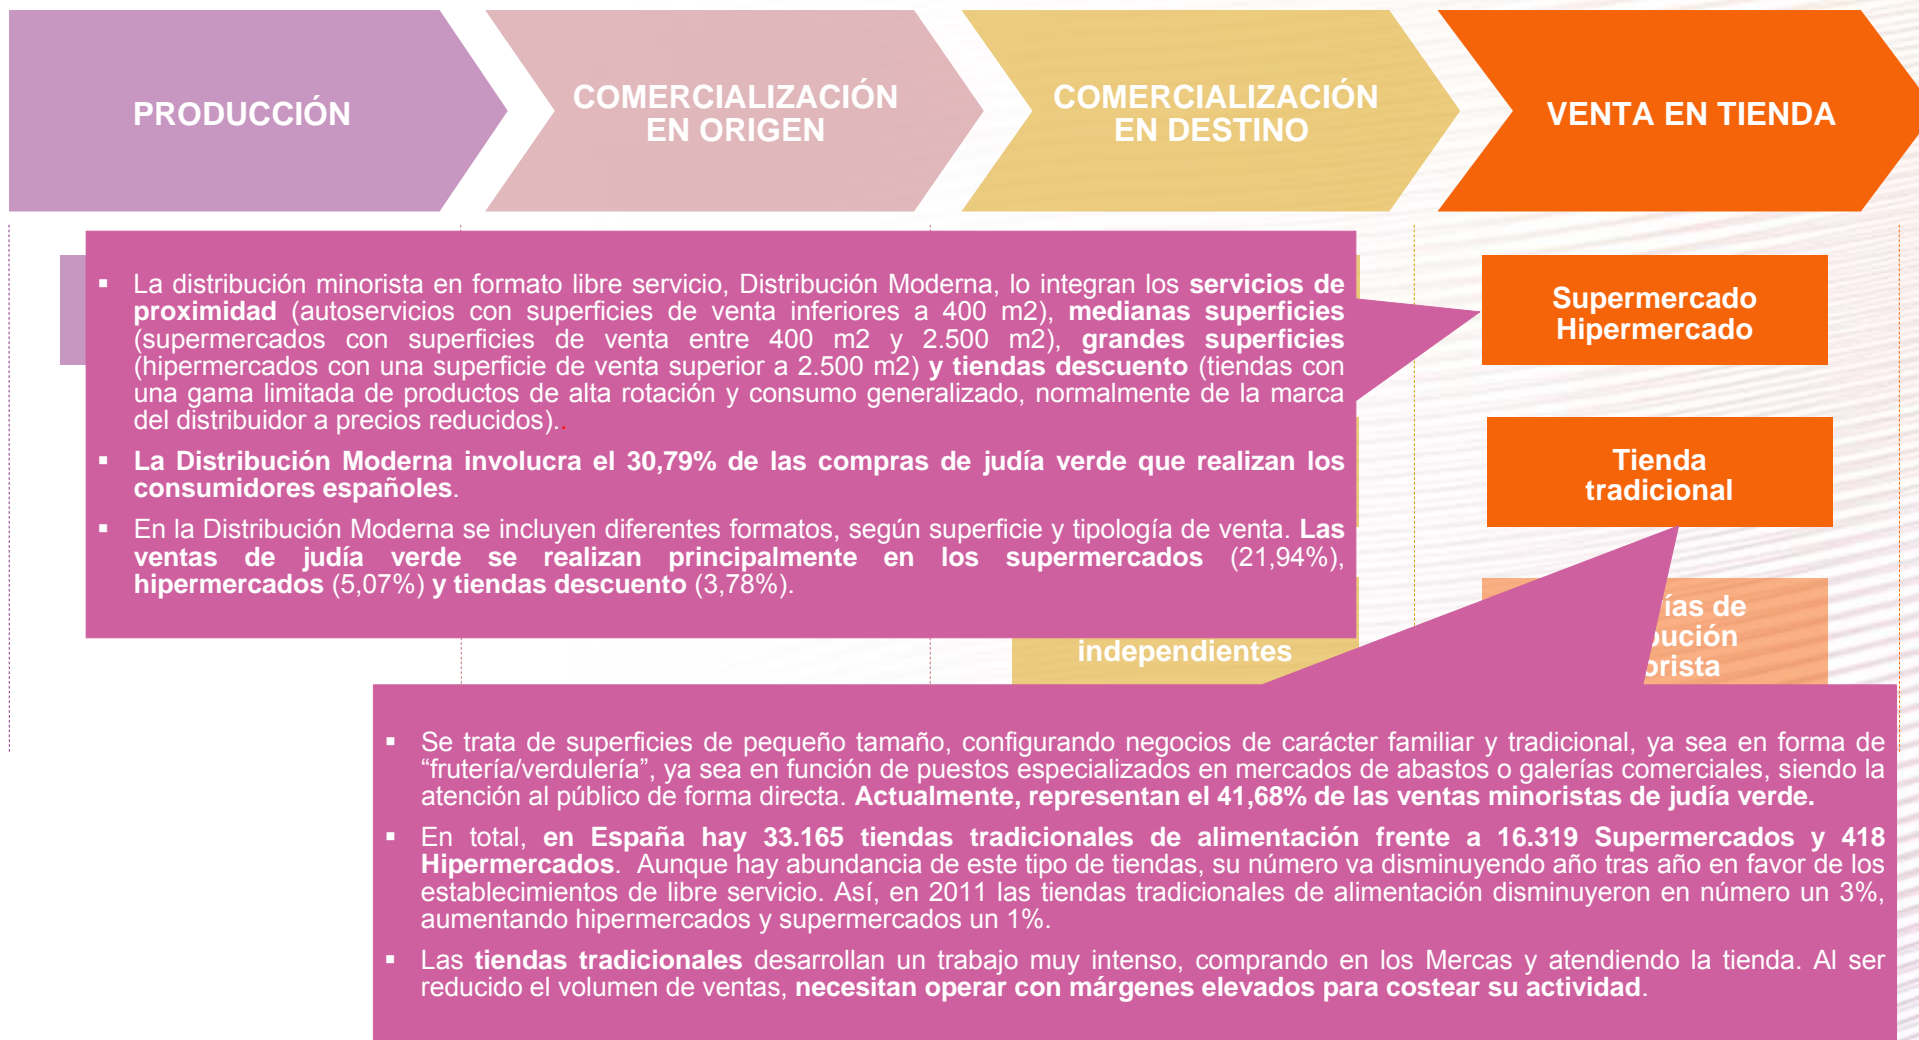 PRODUCCIÓN
COMERCIALIZACIÓN
EN ORIGEN
COMERCIALIZACIÓN
EN DESTINO
VENTA EN TIENDA
▪ La distribución minorista en formato libre servicio, Distribución Moderna, lo integran los servicios de
proximidad (autoservicios con superficies de venta inferiores a 400 m2), medianas superficies
(supermercados con superficies de venta entre 400 m2 y 2.500 m2), grandes superficies
(hipermercados con una superficie de venta superior a 2.500 m2) y tiendas descuento (tiendas con
una gama limitada de productos de alta rotación y consumo generalizado, normalmente de la marca
del distribuidor a precios reducidos)..
▪ La Distribución Moderna involucra el 30,79% de las compras de judía verde que realizan los
consumidores españoles.
▪ En la Distribución Moderna se incluyen diferentes formatos, según superficie y tipología de venta. Las
ventas de judía verde se realizan principalmente en los supermercados (21,94%),
hipermercados (5,07%) y tiendas descuento (3,78%).
Supermercado
Hipermercado
Tienda
tradicional
independientes
ías de
bución
orista
▪ Se trata de superficies de pequeño tamaño, configurando negocios de carácter familiar y tradicional, ya sea en forma de
“frutería/verdulería”, ya sea en función de puestos especializados en mercados de abastos o galerías comerciales, siendo la
atención al público de forma directa. Actualmente, representan el 41,68% de las ventas minoristas de judía verde.
▪ En total, en España hay 33.165 tiendas tradicionales de alimentación frente a 16.319 Supermercados y 418
Hipermercados. Aunque hay abundancia de este tipo de tiendas, su número va disminuyendo año tras año en favor de los
establecimientos de libre servicio. Así, en 2011 las tiendas tradicionales de alimentación disminuyeron en número un 3%,
aumentando hipermercados y supermercados un 1%.
▪ Las tiendas tradicionales desarrollan un trabajo muy intenso, comprando en los Mercas y atendiendo la tienda. Al ser
reducido el volumen de ventas, necesitan operar con márgenes elevados para costear su actividad.